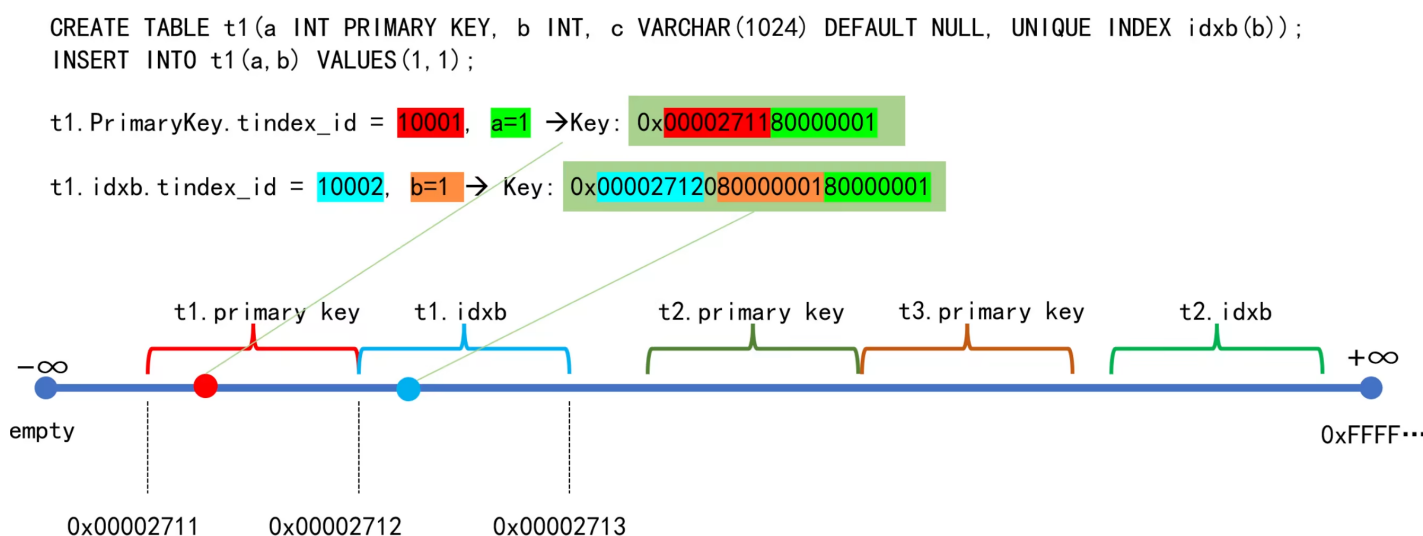 CREATE TABLE t1(a INT PRIMARY KEY, b INT, c VARCHAR(1024) DEFAULT NULL, UNIQUE INDEX idxb(b));
INSERT INTO t1(a,b) VALUES(1,1);
t1.PrimaryKey.tindex_id = 10001, a=1 →Key: 0x0000271180000001
t1.idxb.tindex_id = 10002, b=1 → Key: 0x0000271208000000180000001
t1.primary key t1.idxb t2.primary key t3.primary key t2.idxb
-∞ +∞
empty 0xFFFF…
0x00002711 0x00002712 0x00002713